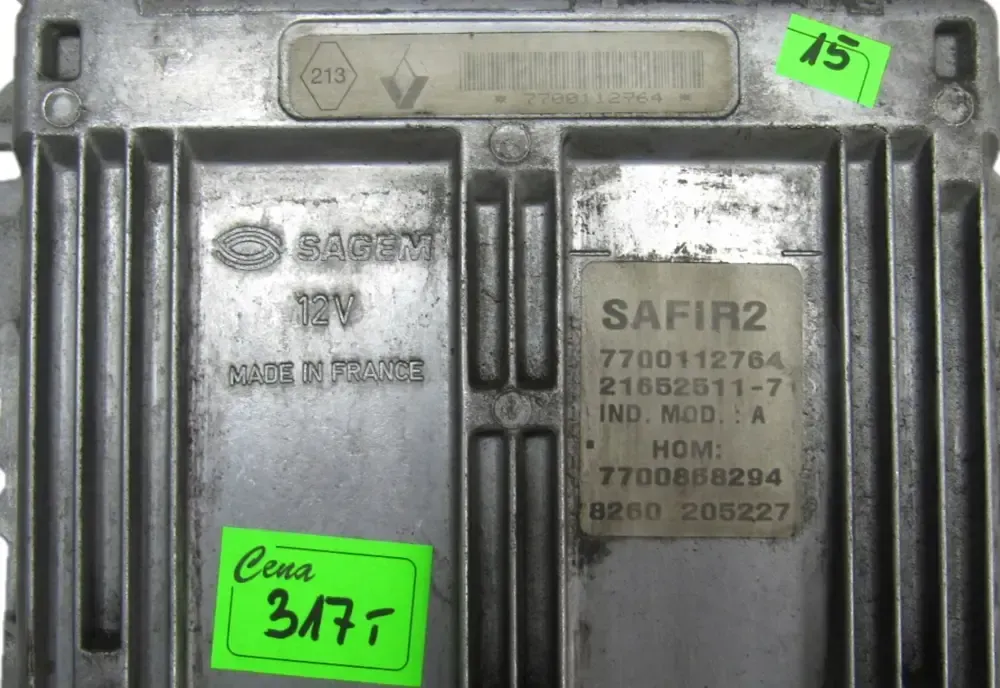 213
* 7700112764 *
15
SAGEM
12V
MADE IN FRANCE
SAFIR2
7700112764
21652511-7
IND. MOD. : A
HOM:
7700868294
8260 205227
Cena
317T